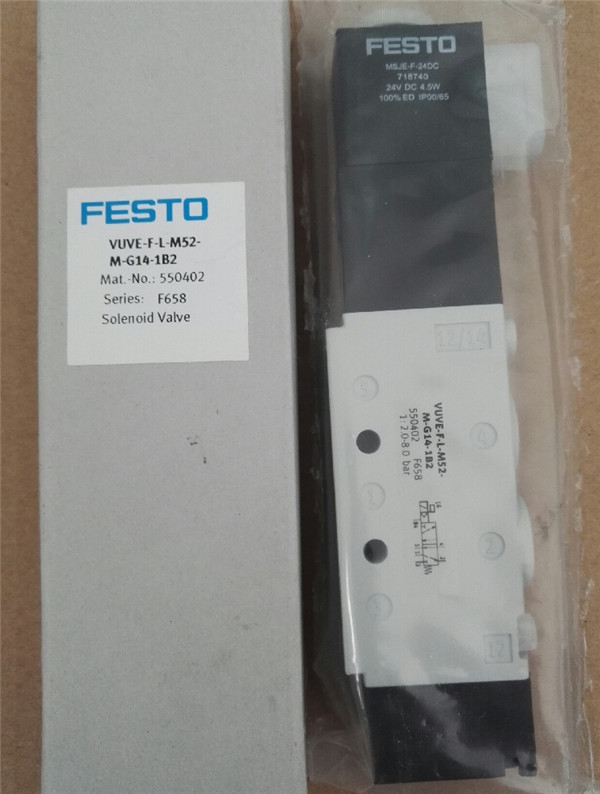 FESTO
VUVE-F-L-M52-
M-G14-1B2
Mat.-No.: 550402
Series: F658
Solenoid Valve
FESTO
MSJE-F-24DC
718740
24V DC 4.5W
100% ED IP00/65
12/14
5
4
1
2
3
12
VUVE-F-L-M52-
M-G14-1B2
550402 F658
1: 2.0-8.0 bar